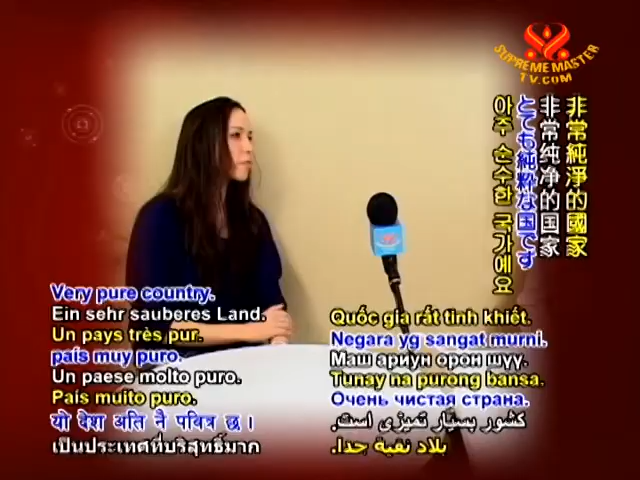 SUPREME MASTER
TV.COM
非常純淨的國家
非常纯净的国家
とても純粋な国です
아주 순수한 국가예요
Very pure country.
Ein sehr sauberes Land.
Un pays très pur.
país muy puro.
Un paese molto puro.
País muito puro.
यो देश अति नै पवित्र छ।
เป็นประเทศที่บริสุทธิ์มาก
Quốc gia rất tinh khiết.
Negara yg sangat murni.
Маш ариун орон шүү.
Tunay na purong bansa.
Очень чистая страна.
کشور بسیار تمیزی است.
بلاد نقية جدا.